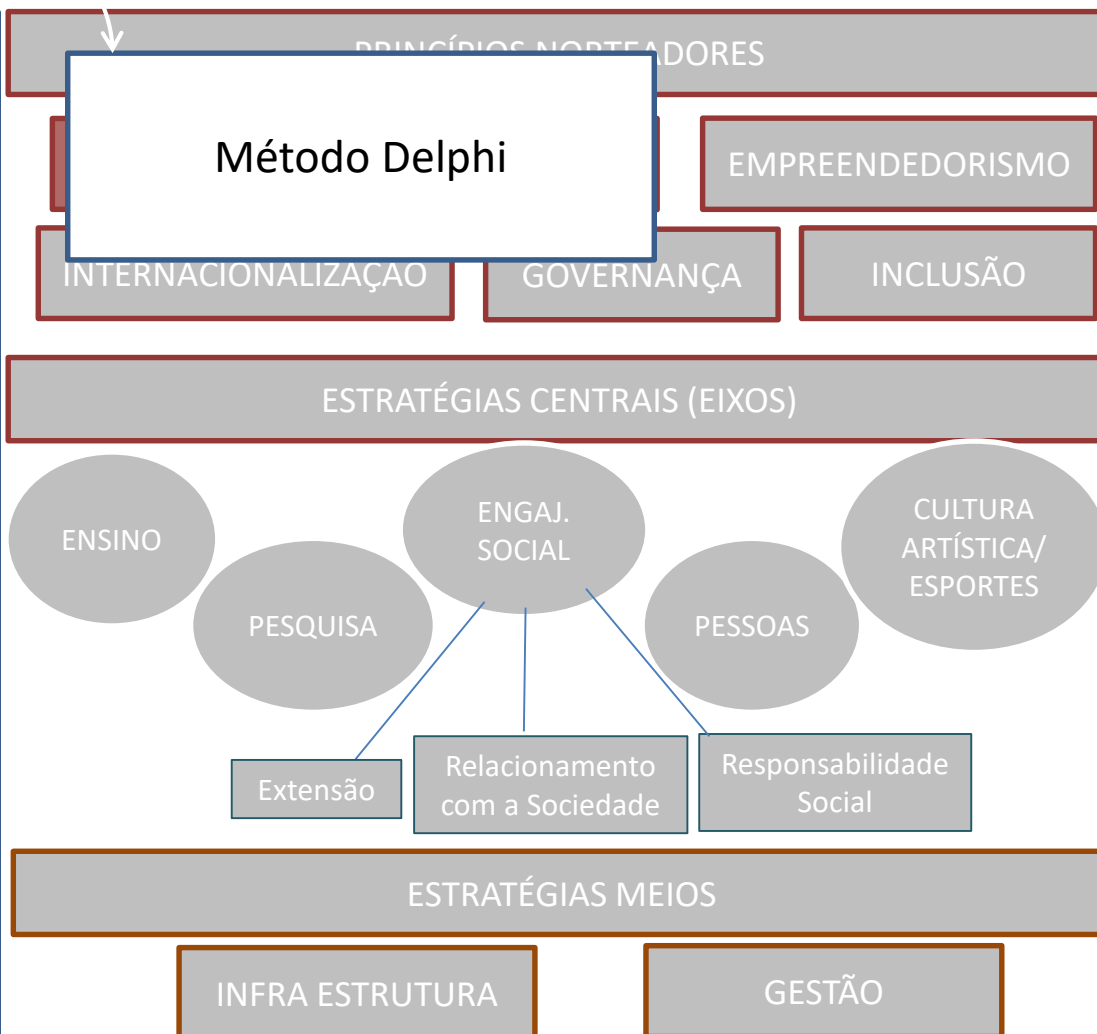 PRINCÍPIOS NORTEADORES
Método Delphi
EMPREENDEDORISMO
INTERNACIONALIZAÇÃO
GOVERNANÇA
INCLUSÃO
ESTRATÉGIAS CENTRAIS (EIXOS)
ENSINO
PESQUISA
ENGAJ.
SOCIAL
PESSOAS
CULTURA
ARTÍSTICA/
ESPORTES
Extensão
Relacionamento
com a Sociedade
Responsabilidade
Social
ESTRATÉGIAS MEIOS
INFRA ESTRUTURA
GESTÃO